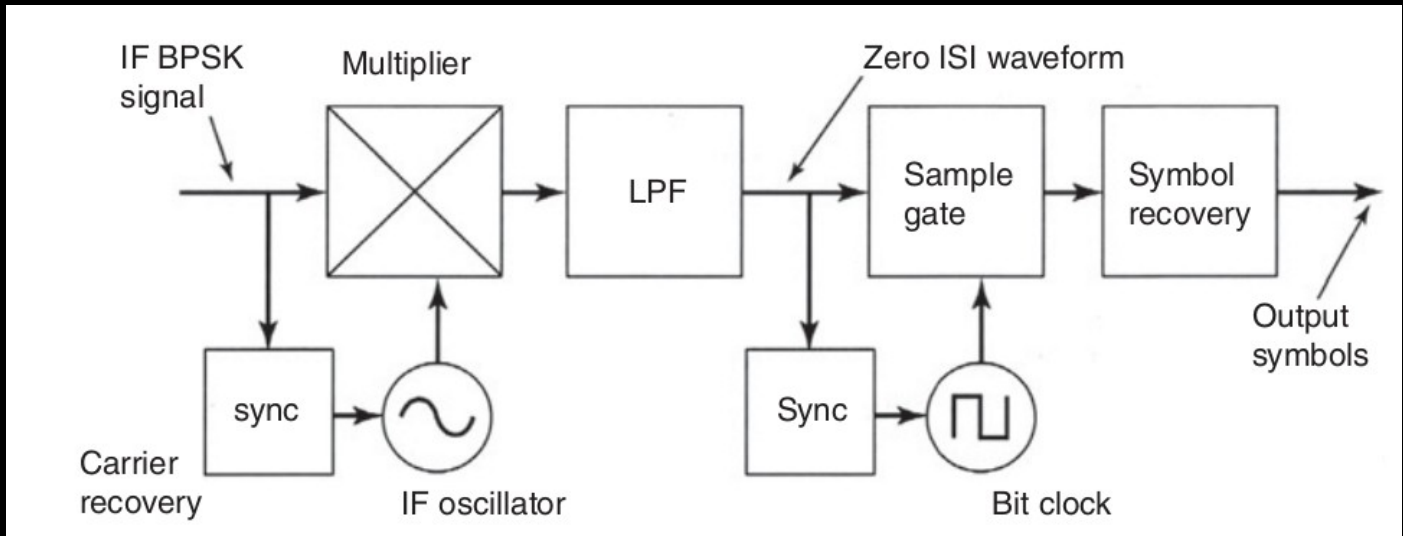 IF BPSK
signal
Multiplier
Zero ISI waveform
LPF
Sample
gate
Symbol
recovery
Output
symbols
sync
Sync
Carrier
recovery
IF oscillator
Bit clock